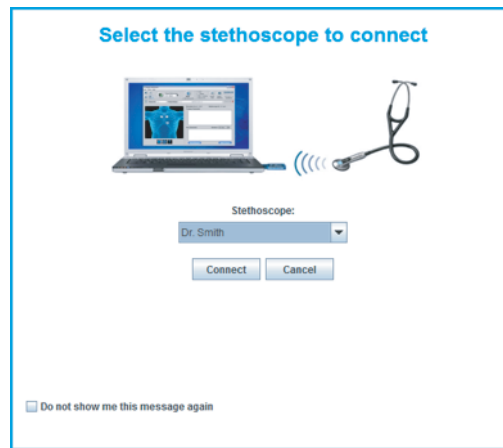 Select the stethoscope to connect
Stethoscope:
Dr. Smith
Connect
Cancel
Do not show me this message again